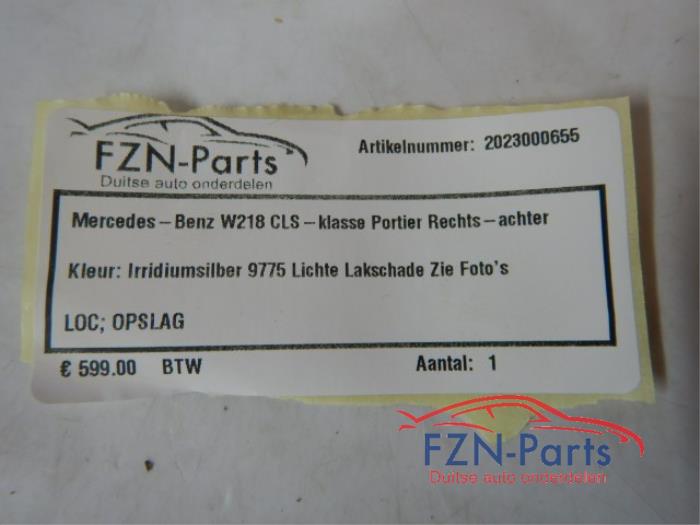 FZN-Parts
Duitse auto onderdelen
Artikelnummer: 2023000655
Mercedes-Benz W218 CLS-klasse Portier Rechts-achter
Kleur: Irridiumsilber 9775 Lichte Lakschade Zie Foto's
LOC; OPSLAG
€ 599.00 BTW Aantal: 1
FZN-Parts
Duitse auto onderdelen